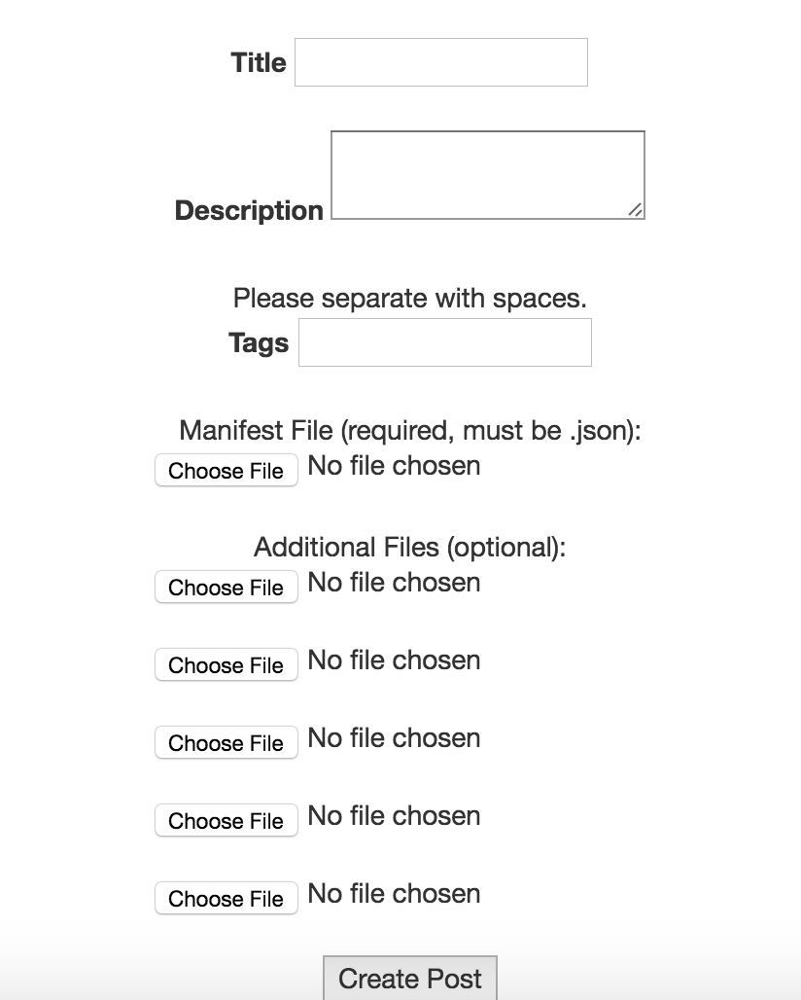 Title
Description
Please separate with spaces.
Tags
Manifest File (required, must be .json):
Choose File No file chosen
Additional Files (optional):
Choose File No file chosen
Choose File No file chosen
Choose File No file chosen
Choose File No file chosen
Choose File No file chosen
Create Post